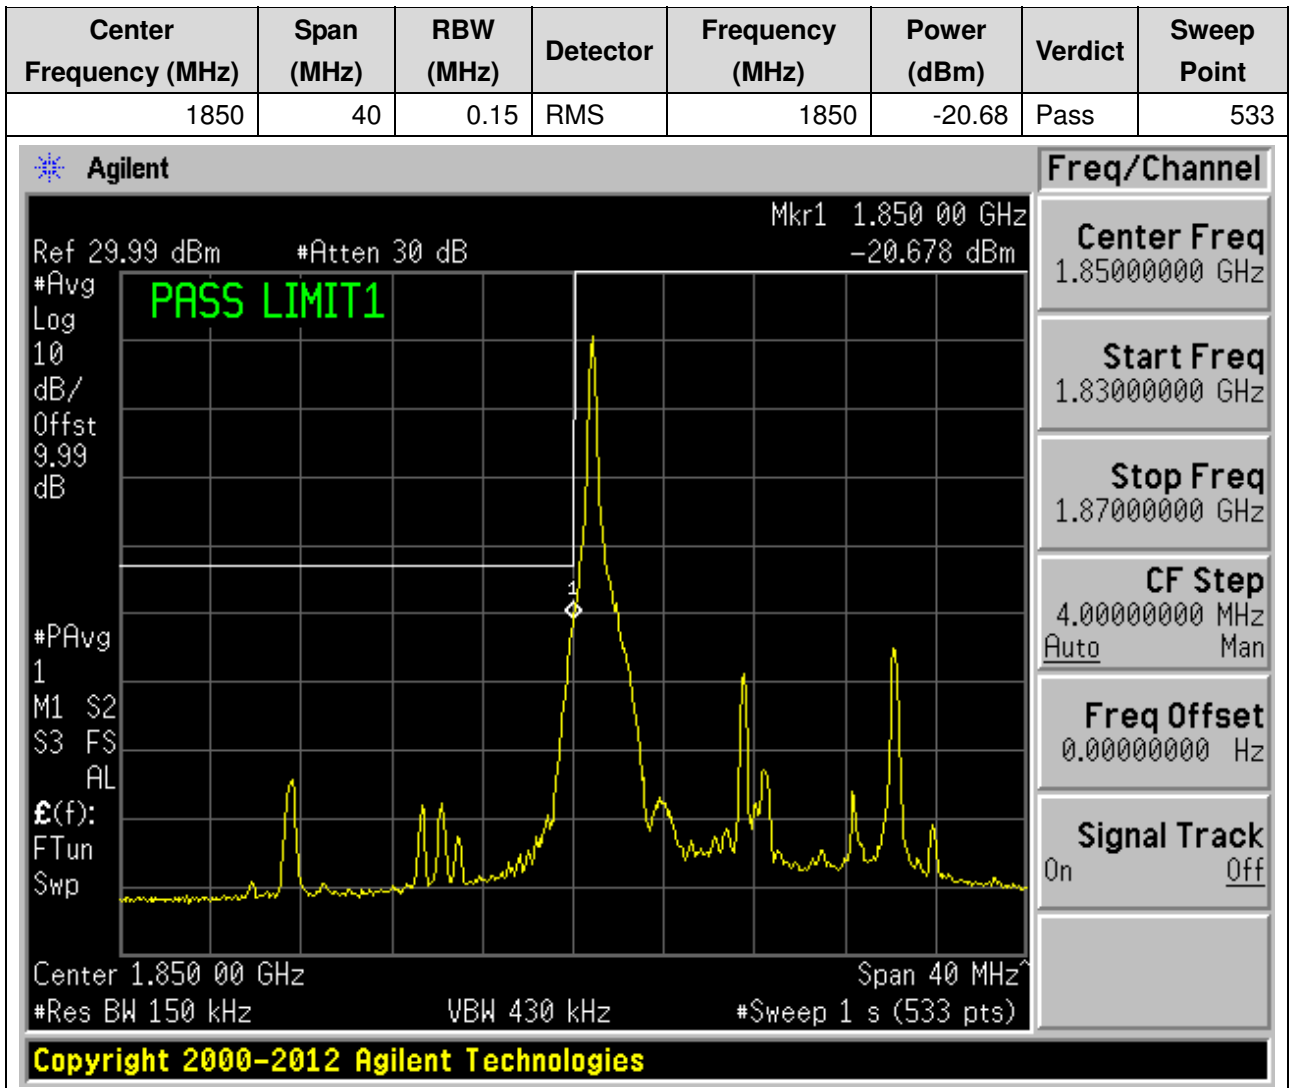 Center Frequency (MHz) Span (MHz) RBW (MHz) Detector Frequency (MHz) Power (dBm) Verdict Sweep Point
1850 40 0.15 RMS 1850 -20.68 Pass 533
Agilent
Freq/Channel
Mkr1 1.850 00 GHz
Ref 29.99 dBm #Atten 30 dB -20.678 dBm
#Avg
Log
10
dB/
Offst
9.99
dB
PASS LIMIT1
1
#PAvg
1
M1 S2
S3 FS
AL
£(f):
FTun
Swp
Center 1.850 00 GHz Span 40 MHz^
#Res BW 150 kHz VBW 430 kHz #Sweep 1 s (533 pts)
Center Freq
1.85000000 GHz
Start Freq
1.83000000 GHz
Stop Freq
1.87000000 GHz
CF Step
4.00000000 MHz
Auto Man
Freq Offset
0.00000000 Hz
Signal Track
On Off
Copyright 2000-2012 Agilent Technologies